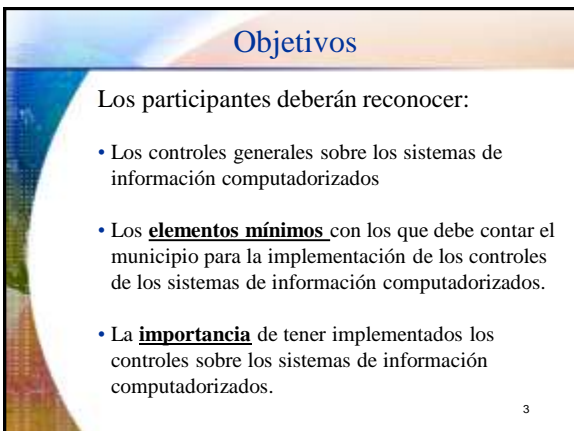 Objetivos
Los participantes deberán reconocer:
• Los controles generales sobre los sistemas de
información computadorizados
• Los elementos mínimos con los que debe contar el
municipio para la implementación de los controles
de los sistemas de información computadorizados.
• La importancia de tener implementados los
controles sobre los sistemas de información
computadorizados.
3